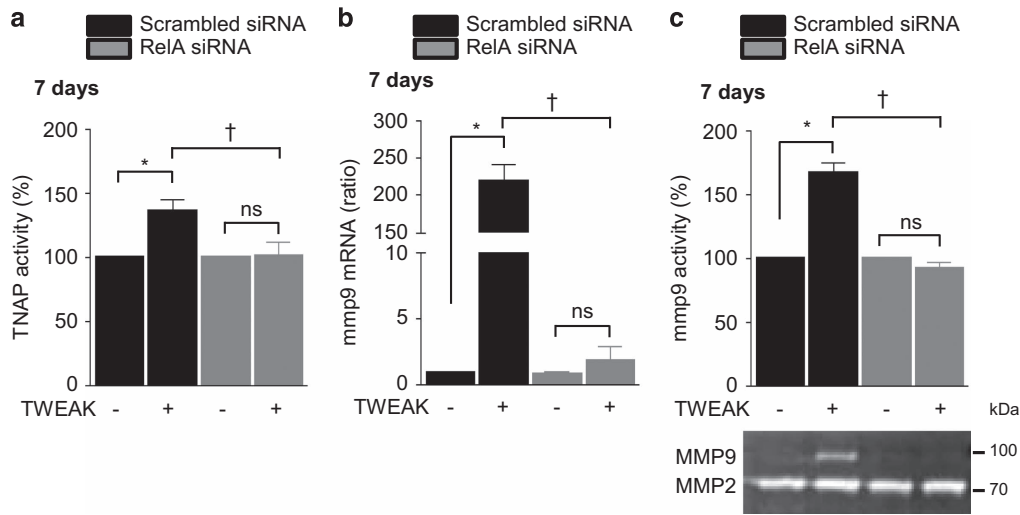 a
Scrambled siRNA
RelA siRNA
7 days
TNAP activity (%)
200
150
100
50
0
*
†
ns
TWEAK - + - +
b
Scrambled siRNA
RelA siRNA
7 days
mmp9 mRNA (ratio)
300
250
200
150
10
5
0
*
†
ns
- + - +
c
Scrambled siRNA
RelA siRNA
7 days
mmp9 activity (%)
200
150
100
50
0
*
†
ns
TWEAK - + - + kDa
MMP9 100
MMP2 70